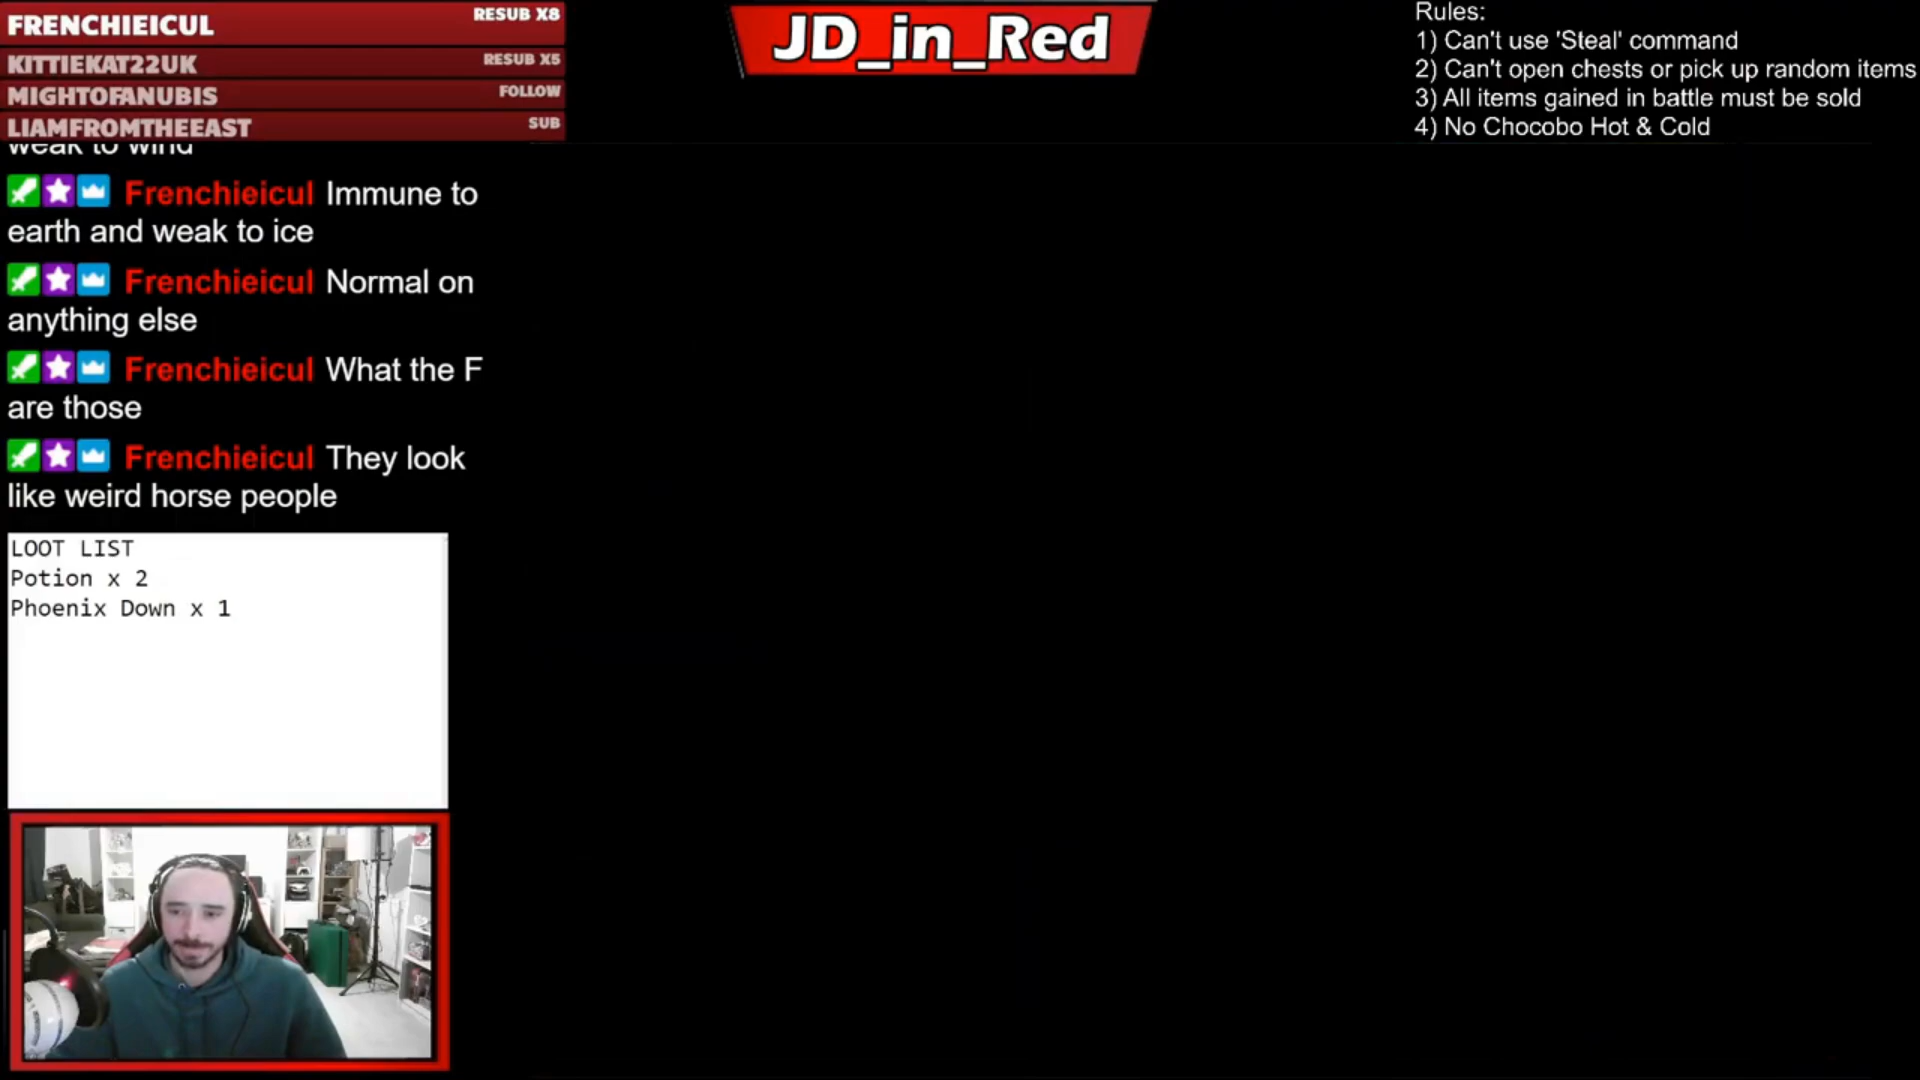 FRENCHIEICUL RESUB X8
KITTIEKAT22UK RESUB X5
MIGHTOFANUBIS FOLLOW
LIAMFROMTHEEAST SUB
weak to wind
Frenchieicul Immune to
earth and weak to ice
Frenchieicul Normal on
anything else
Frenchieicul What the F
are those
Frenchieicul They look
like weird horse people
LOOT LIST
Potion x 2
Phoenix Down x 1
JD_in_Red
Rules:
1) Can't use 'Steal' command
2) Can't open chests or pick up random items
3) All items gained in battle must be sold
4) No Chocobo Hot & Cold